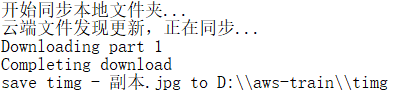 开始同步本地文件夹...
云端文件发现更新，正在同步...
Downloading part 1
Completing download
save timg - 副本.jpg to D:\\aws-train\\timg